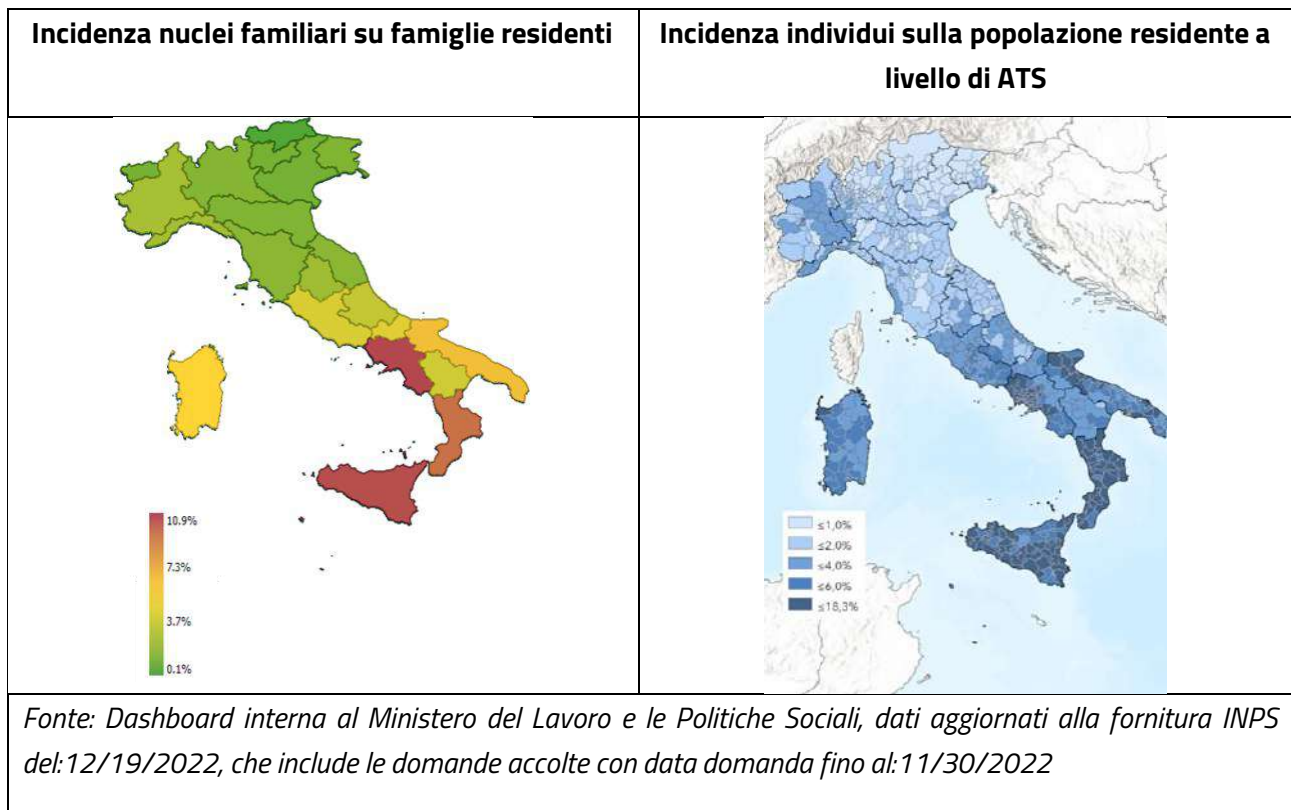 Incidenza nuclei familiari su famiglie residenti
Incidenza individui sulla popolazione residente a
livello di ATS
10.9%
7.3%
3.7%
0.1%
≤1,0%
≤2,0%
≤4,0%
≤6,0%
≤18,3%
Fonte: Dashboard interna al Ministero del Lavoro e le Politiche Sociali, dati aggiornati alla fornitura INPS
del:12/19/2022, che include le domande accolte con data domanda fino al:11/30/2022